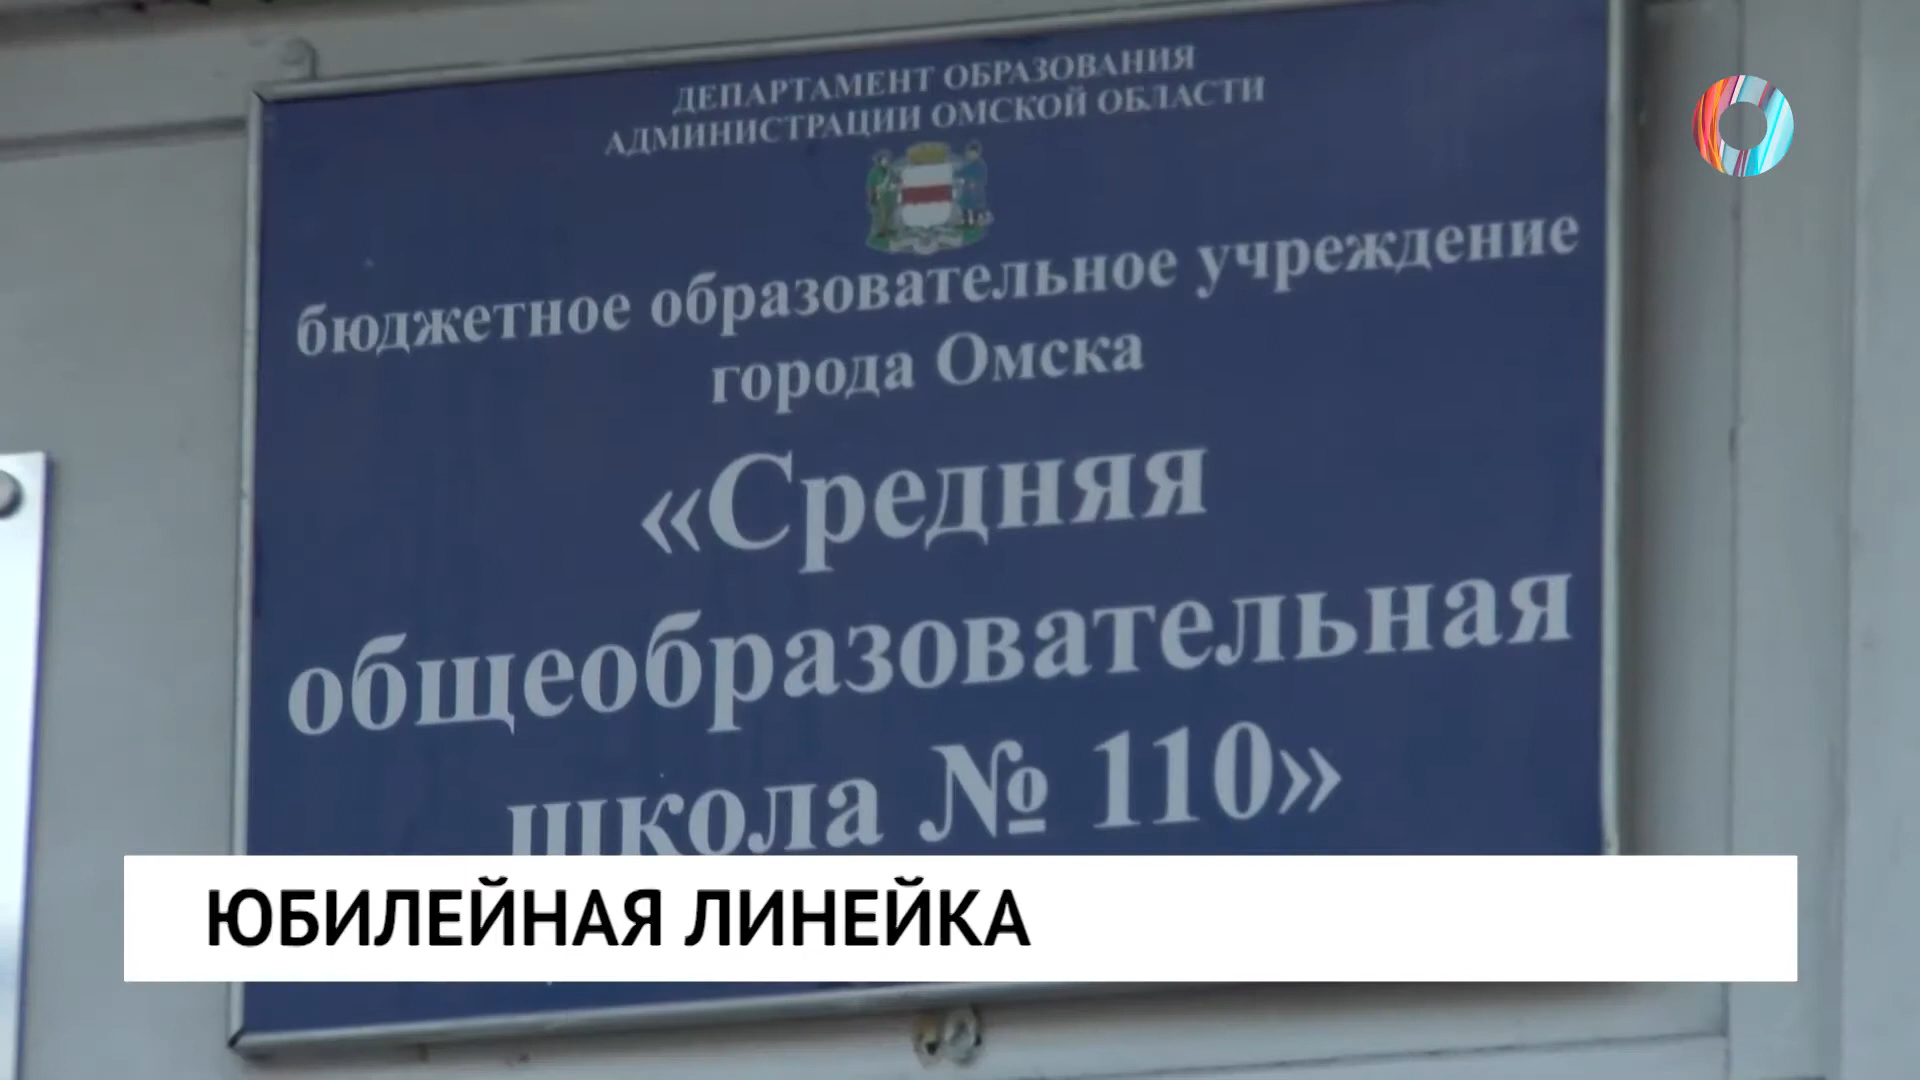 ДЕПАРТАМЕНТ ОБРАЗОВАНИЯ
АДМИНИСТРАЦИИ ОМСКОЙ ОБЛАСТИ
бюджетное образовательное учреждение
города Омска
«Средняя
общеобразовательная
школа № 110»
ЮБИЛЕЙНАЯ ЛИНЕЙКА